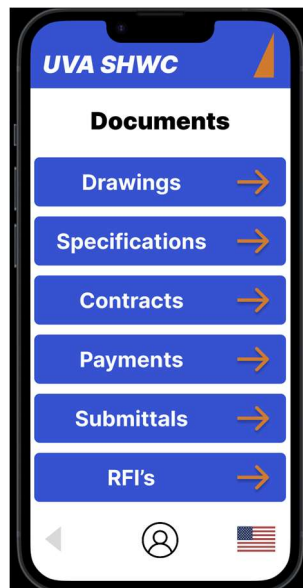 UVA SHWC
Documents
Drawings
Specifications
Contracts
Payments
Submittals
RFI's